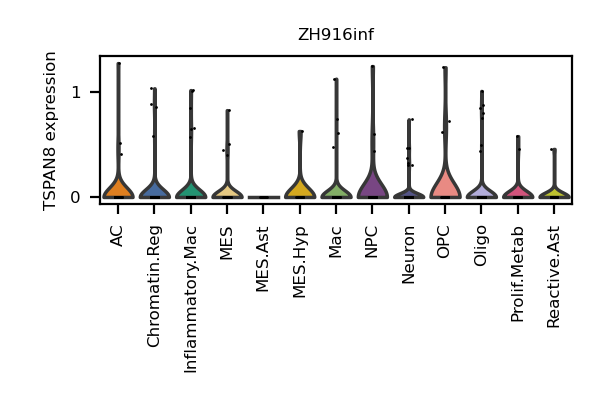 ZH916inf
TSPAN8 expression
1
0
AC
Chromatin.Reg
Inflammatory.Mac
MES
MES.Ast
MES.Hyp
Mac
NPC
Neuron
OPC
Oligo
Prolif.Metab
Reactive.Ast